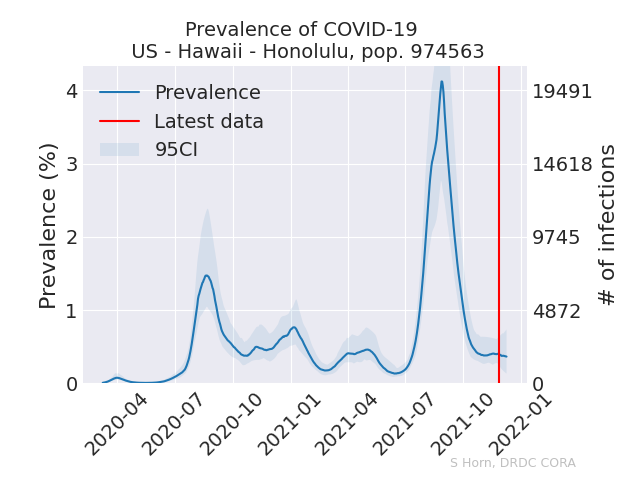 Prevalence of COVID-19
US - Hawaii - Honolulu, pop. 974563
Prevalence
Latest data
95CI
Prevalence (%)
4
3
2
1
0
19491
14618
9745
4872
0
# of infections
2020-04
2020-07
2020-10
2021-01
2021-04
2021-07
2021-10
2022-01
S Horn, DRDC CORA